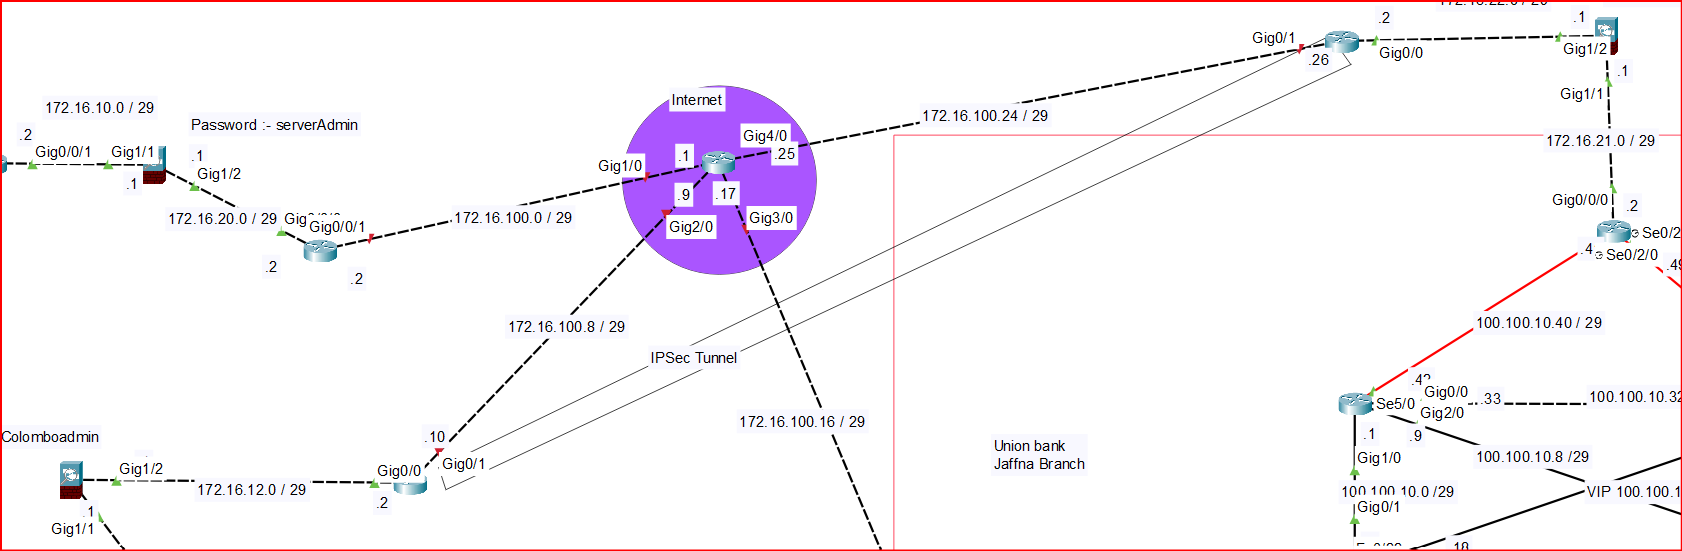 172.16.22.0 / 29
.2
.1
Gig0/1
.26
Gig0/0
Gig1/2
.1
Gig1/1
Internet
172.16.10.0 / 29
172.16.100.24 / 29
Password :- serverAdmin
.2
Gig0/0/1
Gig1/1
.1
.1
Gig1/2
Gig4/0
.25
.1
Gig1/0
172.16.21.0 / 29
.9
.17
Gig0/0/0
.2
172.16.20.0 / 29
Gig0/0/1
172.16.100.0 / 29
Gig3/0
Gig2/0
Se0/2
.4
Se0/2/0
.49
.2
.2
172.16.100.8 / 29
100.100.10.40 / 29
IPSec Tunnel
.42
Gig0/0
.33
100.100.10.32
Se5/0
Gig2/0
172.16.100.16 / 29
.1
.9
Colomboadmin
.10
Union bank
Jaffna Branch
Gig1/0
100.100.10.8 /29
Gig1/2
Gig0/0
Gig0/1
172.16.12.0 / 29
.2
100.100.10.0 /29
VIP 100.100.1
Gig0/1
.1
Gig1/1
.18